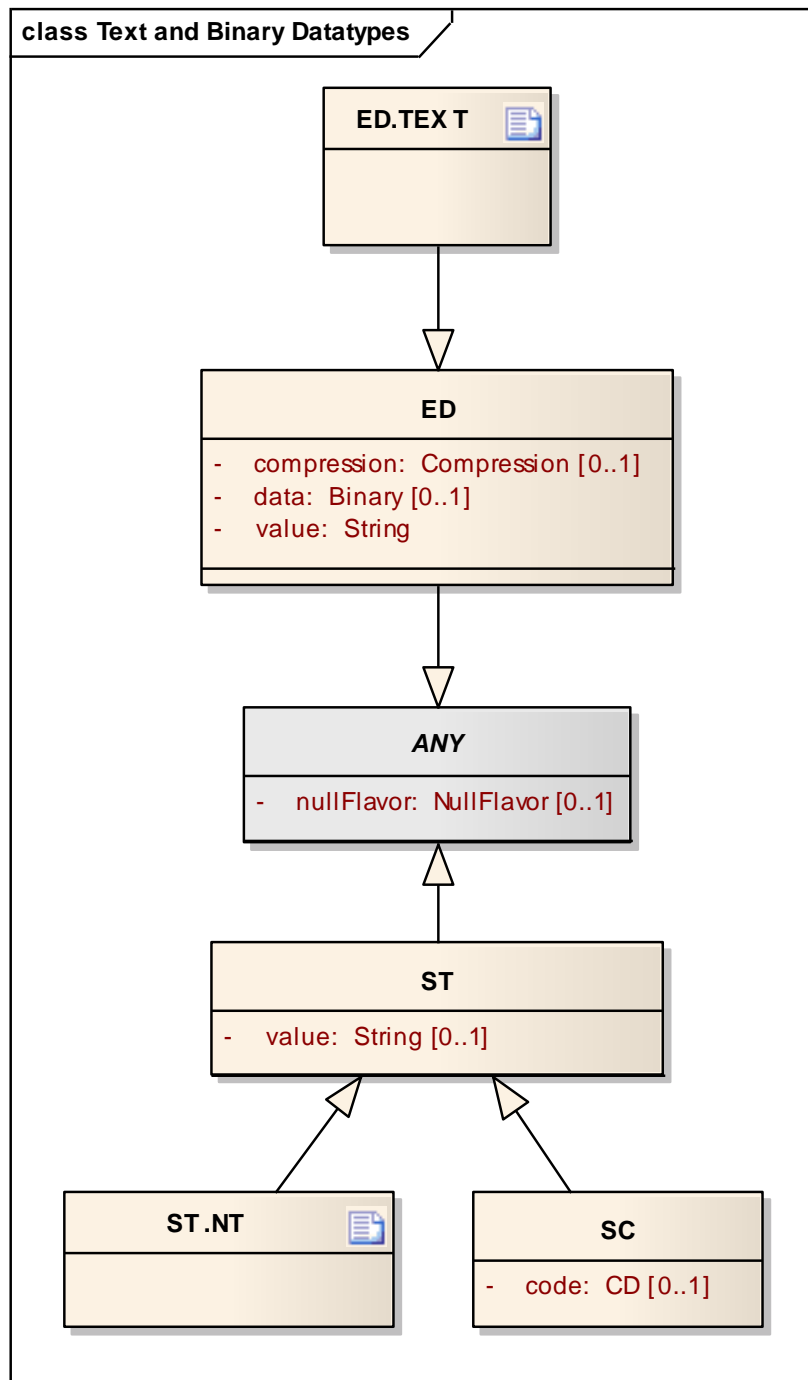 class Text and Binary Datatypes
ED.TEXT
ED
- compression: Compression [0..1]
- data: Binary [0..1]
- value: String
ANY
- nullFlavor: NullFlavor [0..1]
ST
- value: String [0..1]
ST.NT
SC
- code: CD [0..1]